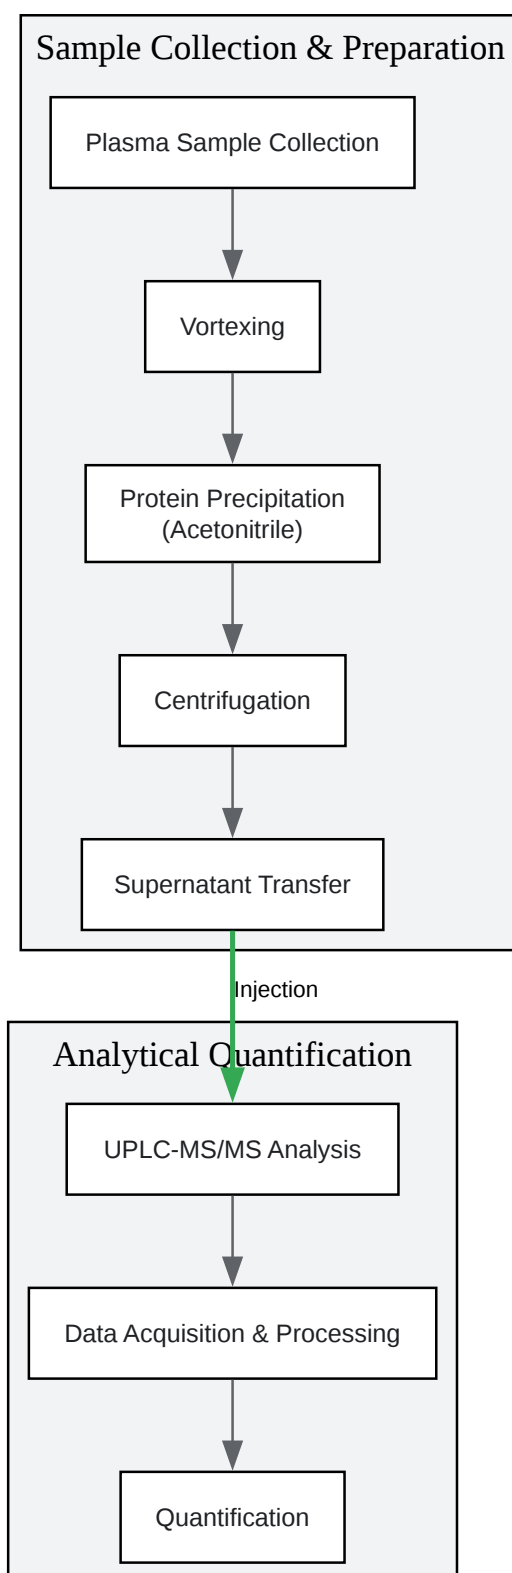 Sample Collection & Preparation
Plasma Sample Collection
Vortexing
Protein Precipitation
(Acetonitrile)
Centrifugation
Supernatant Transfer
Injection
Analytical Quantification
UPLC-MS/MS Analysis
Data Acquisition & Processing
Quantification